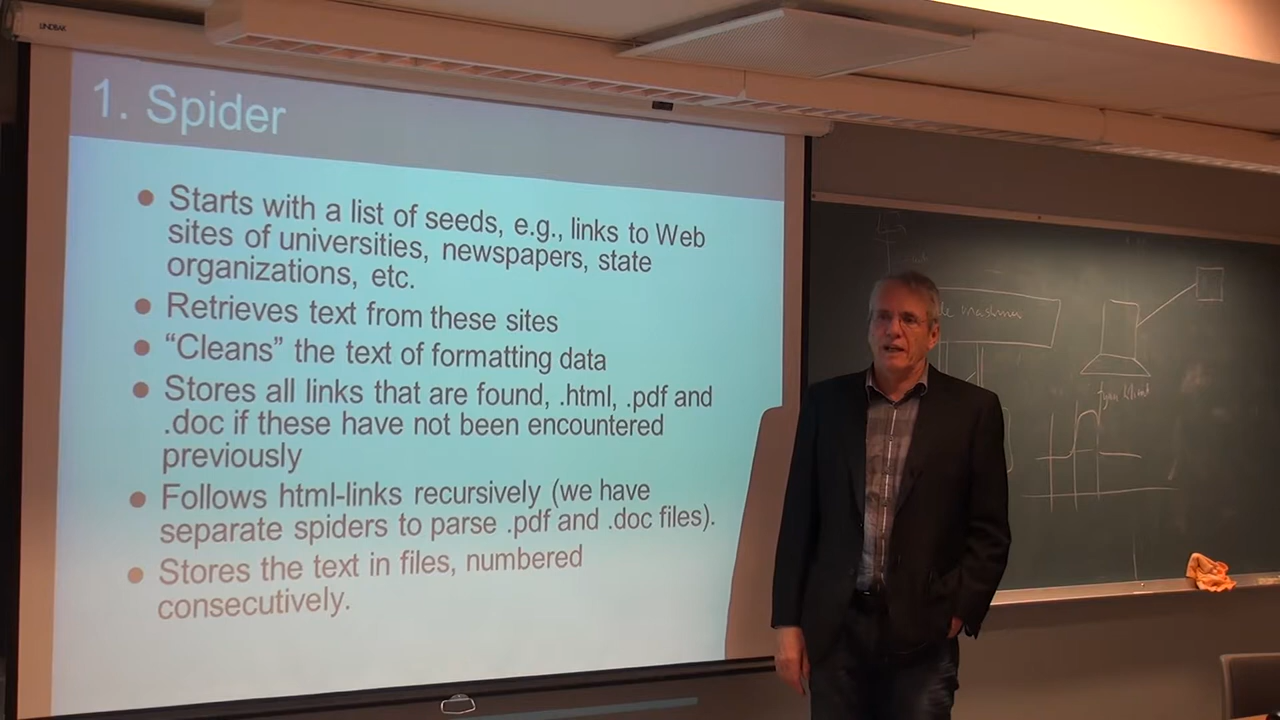 LINDBAK
1. Spider
• Starts with a list of seeds, e.g., links to Web
sites of universities, newspapers, state
organizations, etc.
• Retrieves text from these sites
• “Cleans” the text of formatting data
• Stores all links that are found, .html, .pdf and
.doc if these have not been encountered
previously
• Follows html-links recursively (we have
separate spiders to parse .pdf and .doc files).
• Stores the text in files, numbered
consecutively.